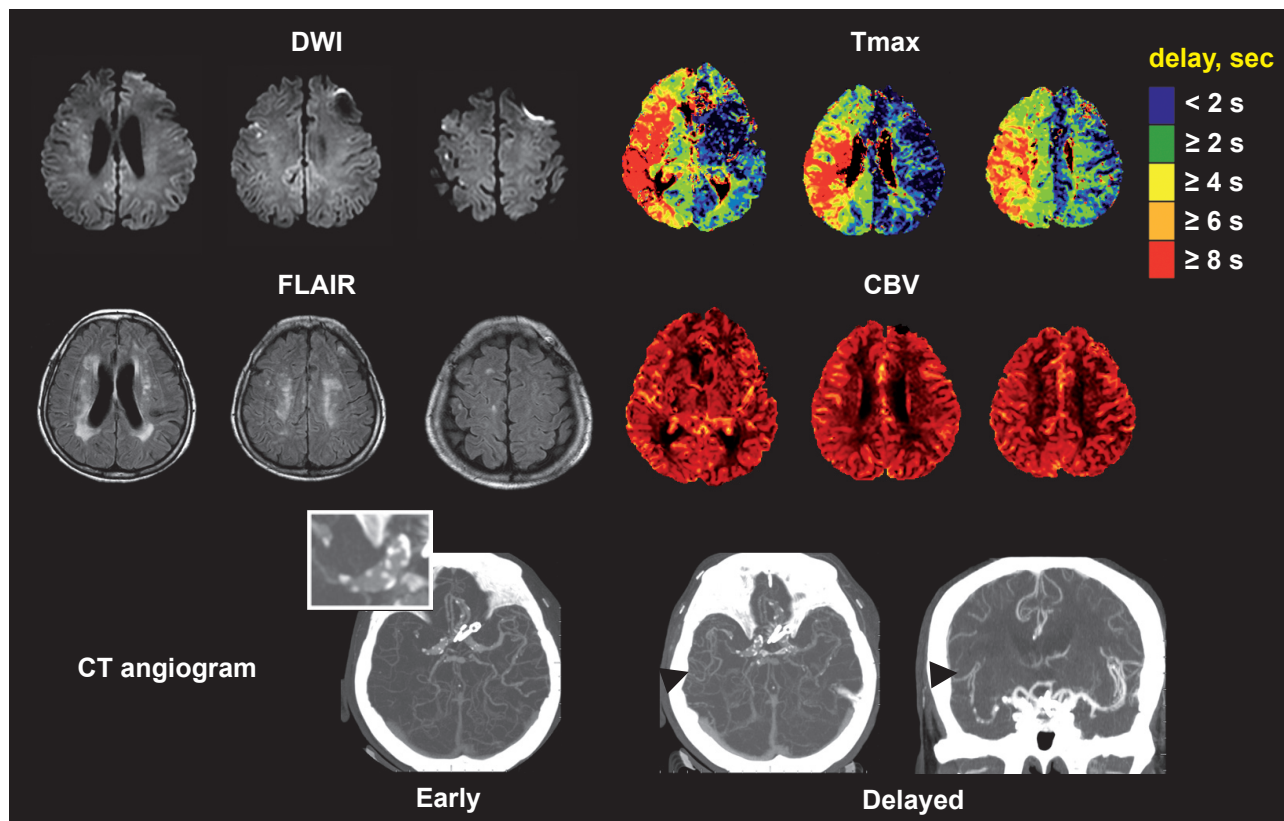 DWI
Tmax
delay, sec
< 2 s
≥ 2 s
≥ 4 s
≥ 6 s
≥ 8 s
FLAIR
CBV
CT angiogram
Early
Delayed